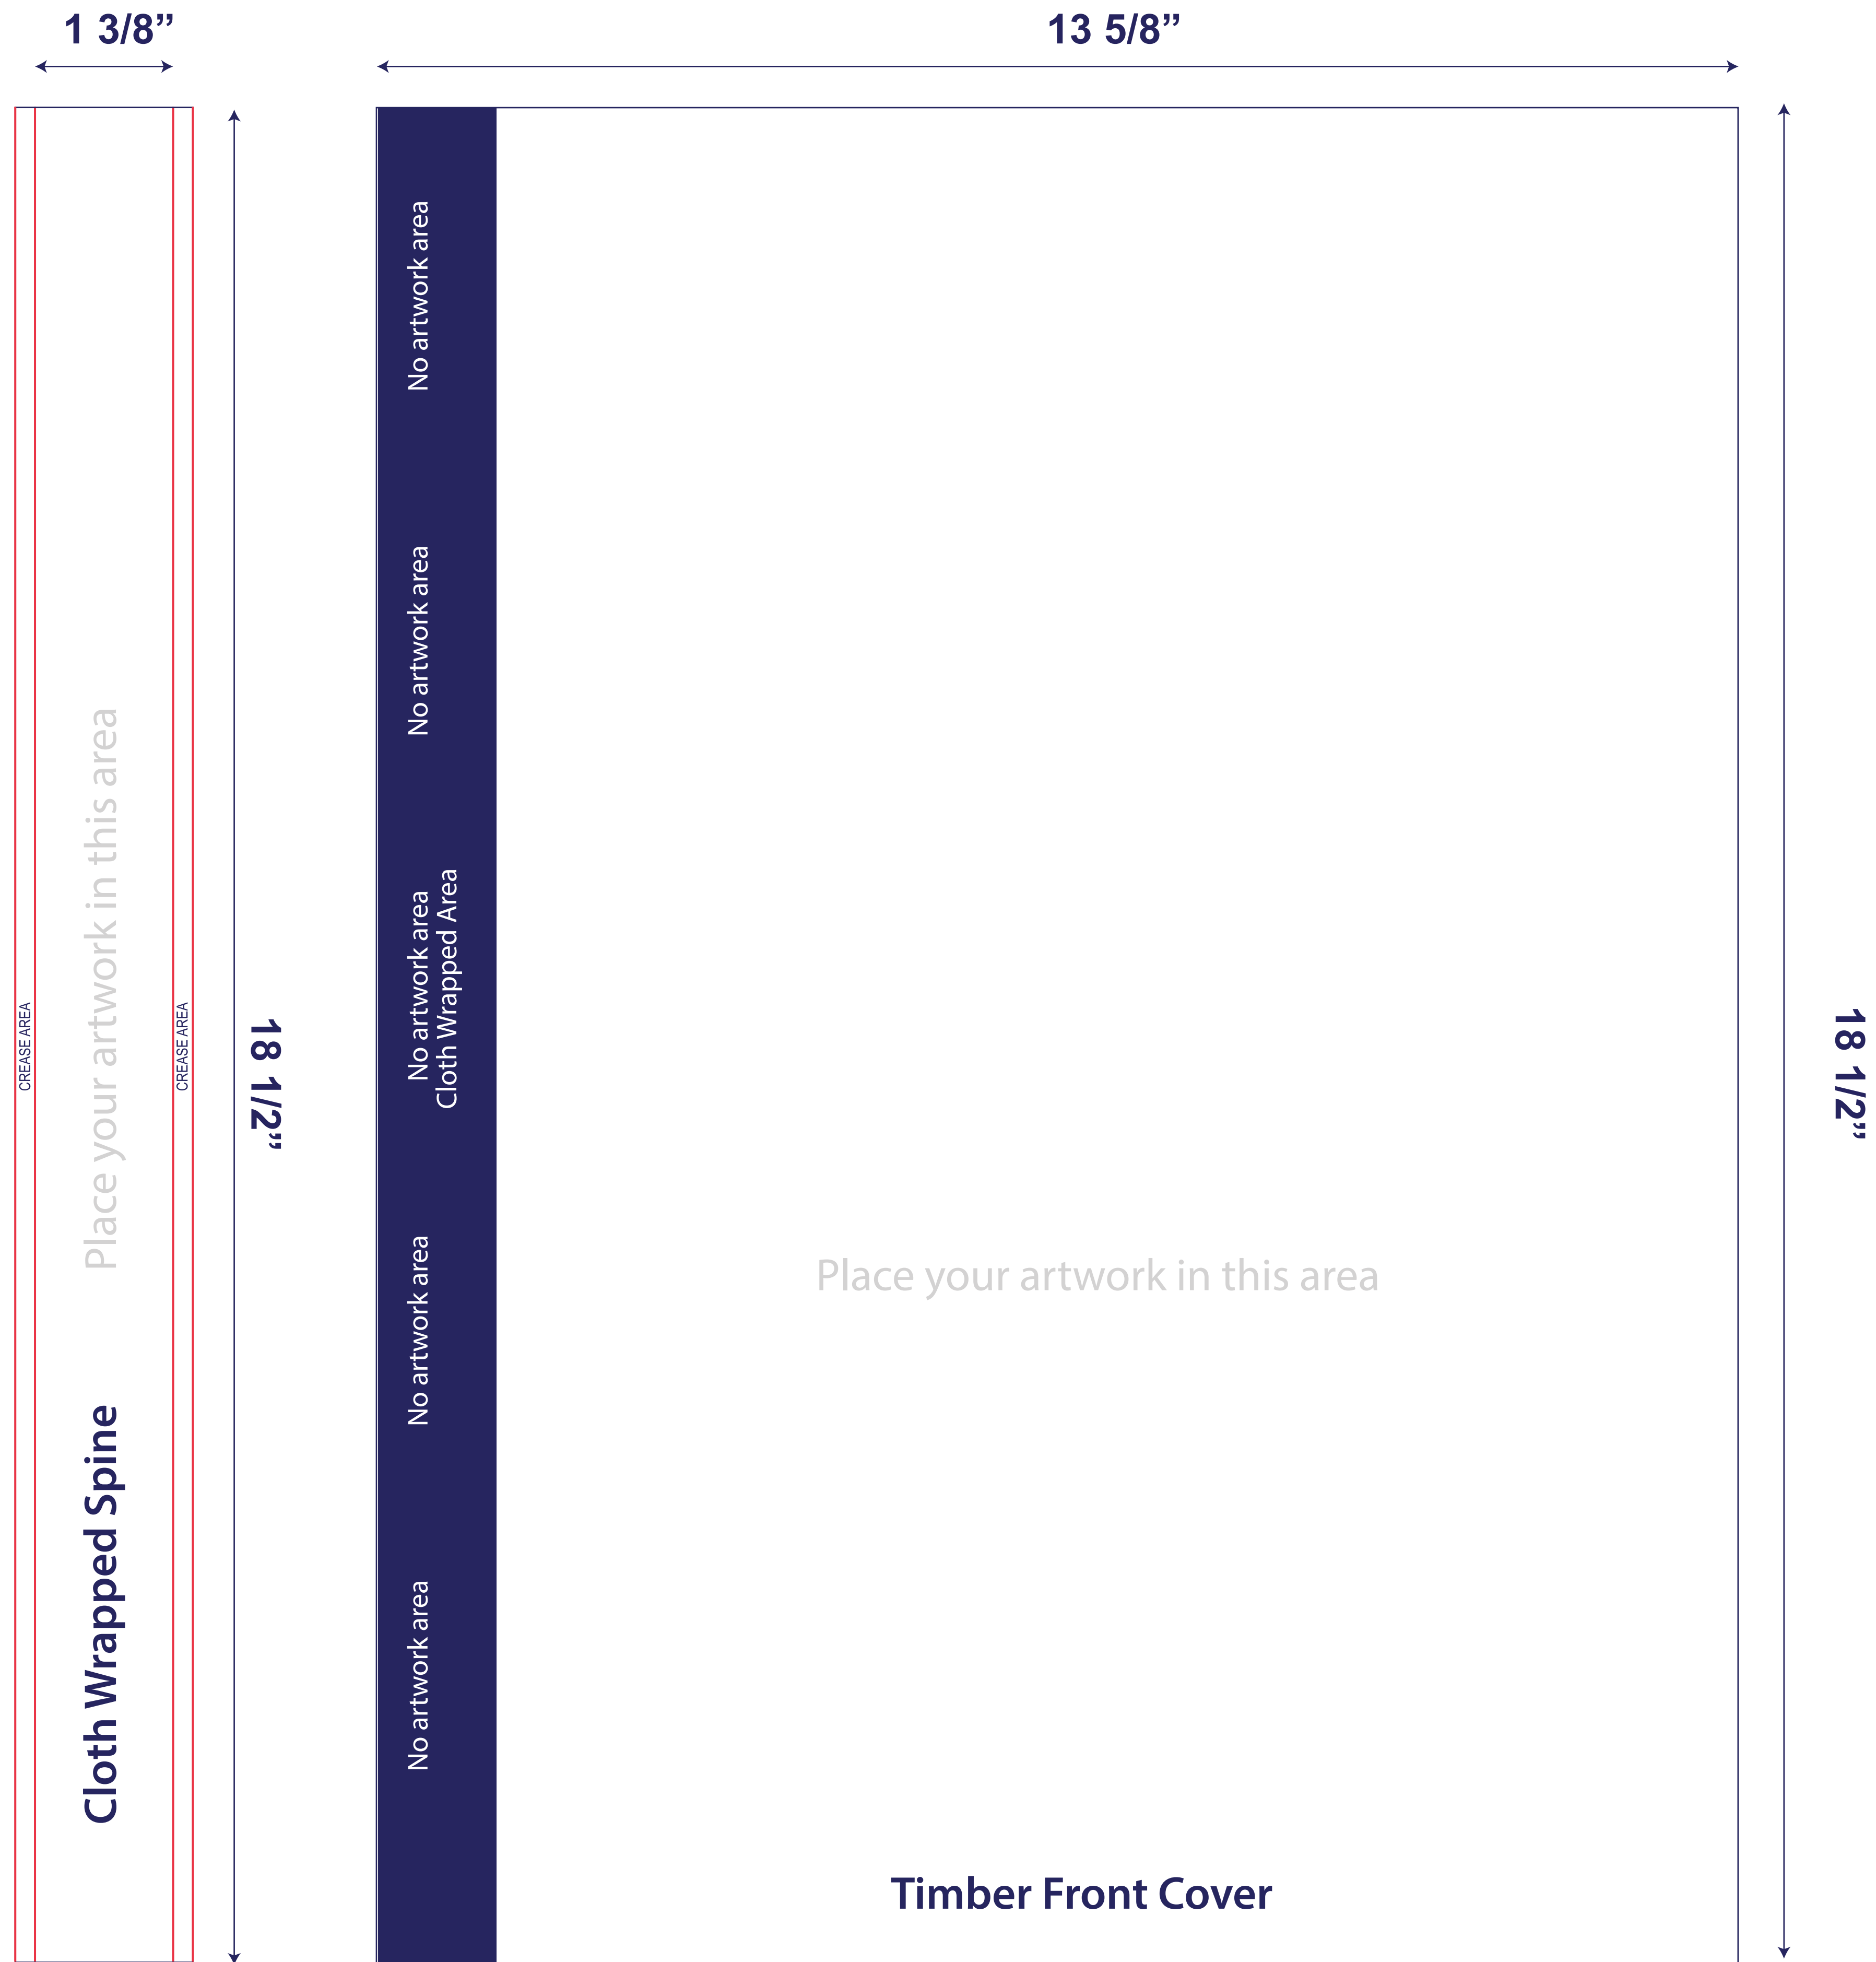 1 3/8”
13 5/8”
CREASE AREA
Place your artwork in this area
Cloth Wrapped Spine
CREASE AREA
18 1/2”
No artwork area
No artwork area
No artwork area
Cloth Wrapped Area
No artwork area
No artwork area
Place your artwork in this area
Timber Front Cover
18 1/2”